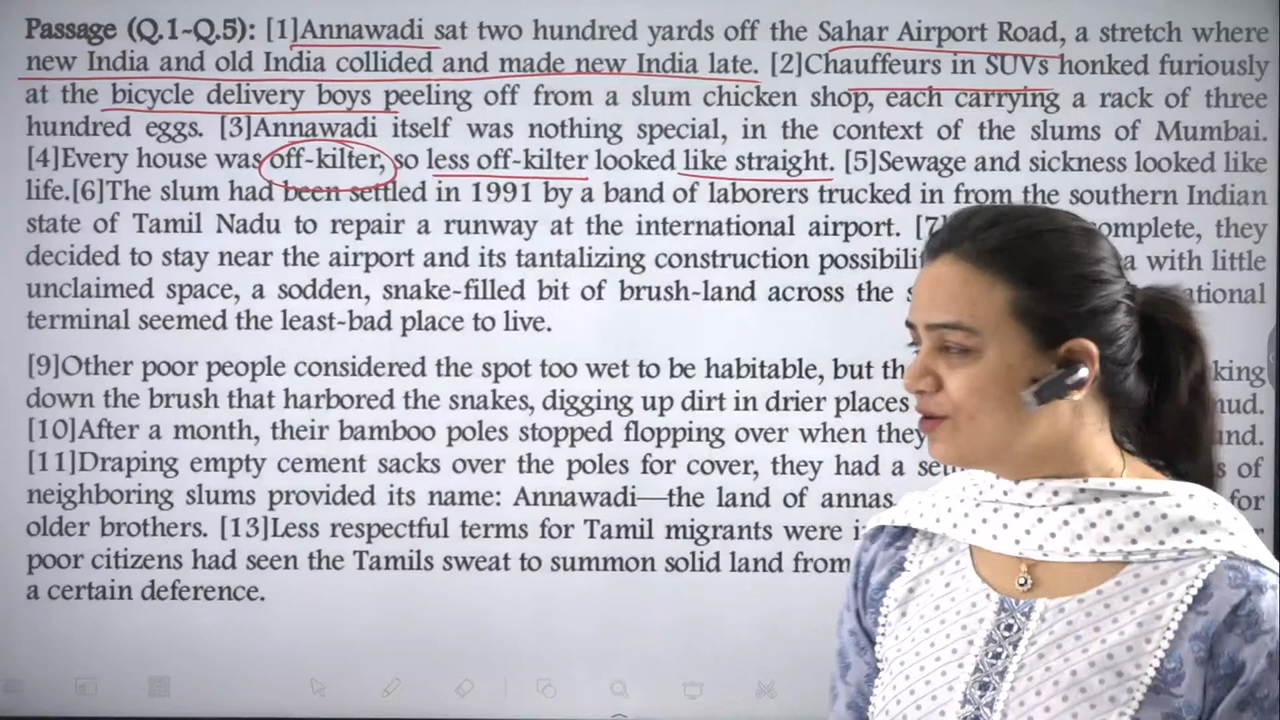 Passage (Q.1-Q.5): [1]Annawadi sat two hundred yards off the Sahar Airport Road, a stretch where
new India and old India collided and made new India late. [2]Chauffeurs in SUVs honked furiously
at the bicycle delivery boys peeling off from a slum chicken shop, each carrying a rack of three
hundred eggs. [3]Annawadi itself was nothing special, in the context of the slums of Mumbai.
[4]Every house was off-kilter, so less off-kilter looked like straight. [5]Sewage and sickness looked like
life.[6]The slum had been settled in 1991 by a band of laborers trucked in from the southern Indian
state of Tamil Nadu to repair a runway at the international airport. [7 omplete, they
decided to stay near the airport and its tantalizing construction possibili a with little
unclaimed space, a sodden, snake-filled bit of brush-land across the s ational
terminal seemed the least-bad place to live.
[9]Other poor people considered the spot too wet to be habitable, but th king
down the brush that harbored the snakes, digging up dirt in drier places nud.
[10]After a month, their bamboo poles stopped flopping over when they und.
[11]Draping empty cement sacks over the poles for cover, they had a set s of
neighboring slums provided its name: Annawadi—the land of annas, for
older brothers. [13]Less respectful terms for Tamil migrants were i
poor citizens had seen the Tamils sweat to summon solid land from
a certain deference.